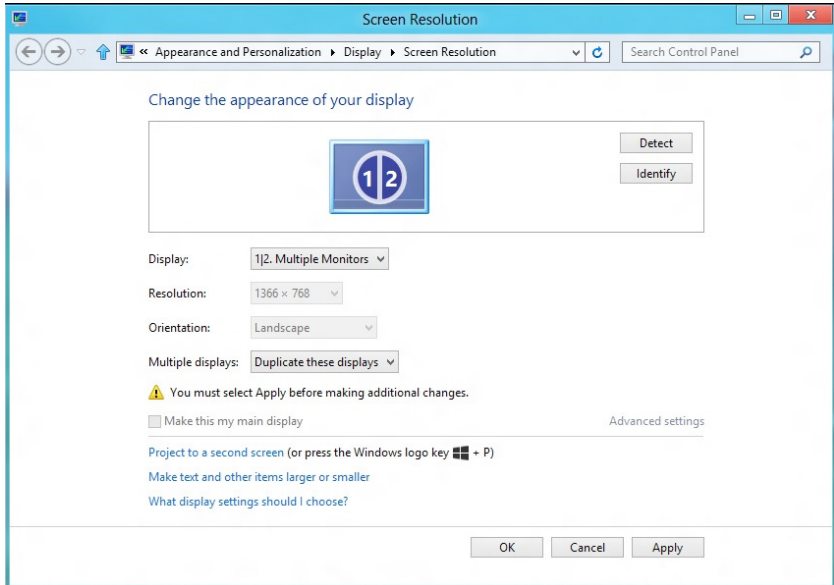 Screen Resolution
« Appearance and Personalization Display Screen Resolution
Search Control Panel
Change the appearance of your display
1 2
Detect
Identify
Display: 1|2. Multiple Monitors
Resolution: 1366 × 768
Orientation: Landscape
Multiple displays: Duplicate these displays
You must select Apply before making additional changes.
Make this my main display Advanced settings
Project to a second screen (or press the Windows logo key + P)
Make text and other items larger or smaller
What display settings should I choose?
OK Cancel Apply